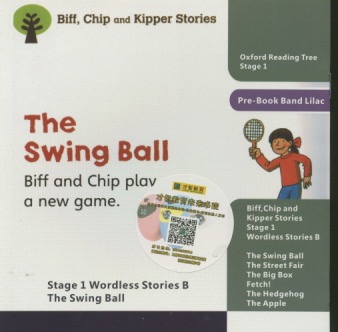 Biff, Chip and Kipper Stories
Oxford Reading Tree
Stage 1
Pre-Book Band Lilac
The
Swing Ball
Biff and Chip play
a new game.
Biff,Chip and
Kipper Stories
Stage 1
Wordless Stories B
The Swing Ball
The Street Fair
The Big Box
Fetch!
The Hedgehog
The Apple
Stage 1 Wordless Stories B
The Swing Ball